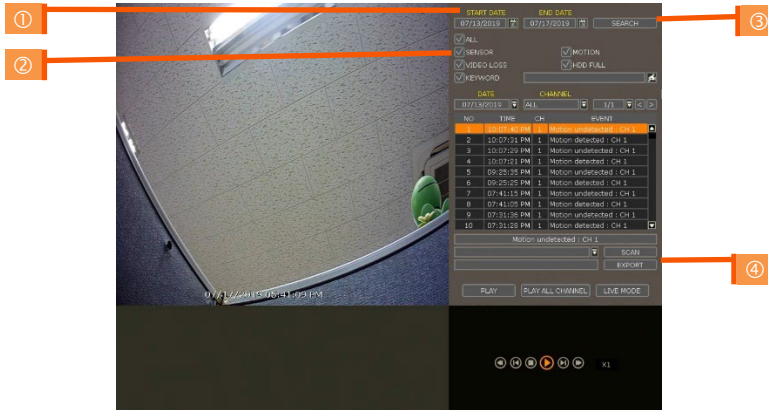 ①
START DATE END DATE
07/13/2019 07/17/2019 SEARCH
③
ALL
②
SENSOR MOTION
VIDEO LOSS HDD FULL
KEYWORD
DATE CHANNEL
07/13/2019 ALL 1/1 < >
NO TIME CH EVENT
1 10:07:40 PM 1 Motion undetected : CH 1
2 10:07:31 PM 1 Motion detected : CH 1
3 10:07:29 PM 1 Motion undetected : CH 1
4 10:07:21 PM 1 Motion detected : CH 1
5 09:25:35 PM 1 Motion undetected : CH 1
6 09:25:25 PM 1 Motion detected : CH 1
7 07:41:15 PM 1 Motion undetected : CH 1
8 07:41:05 PM 1 Motion detected : CH 1
9 07:31:36 PM 1 Motion undetected : CH 1
10 07:31:28 PM 1 Motion detected : CH 1
Motion undetected : CH 1
SCAN
④
EXPORT
07/17/2019 05:41:09 PM
PLAY PLAY ALL CHANNEL LIVE MODE
X1